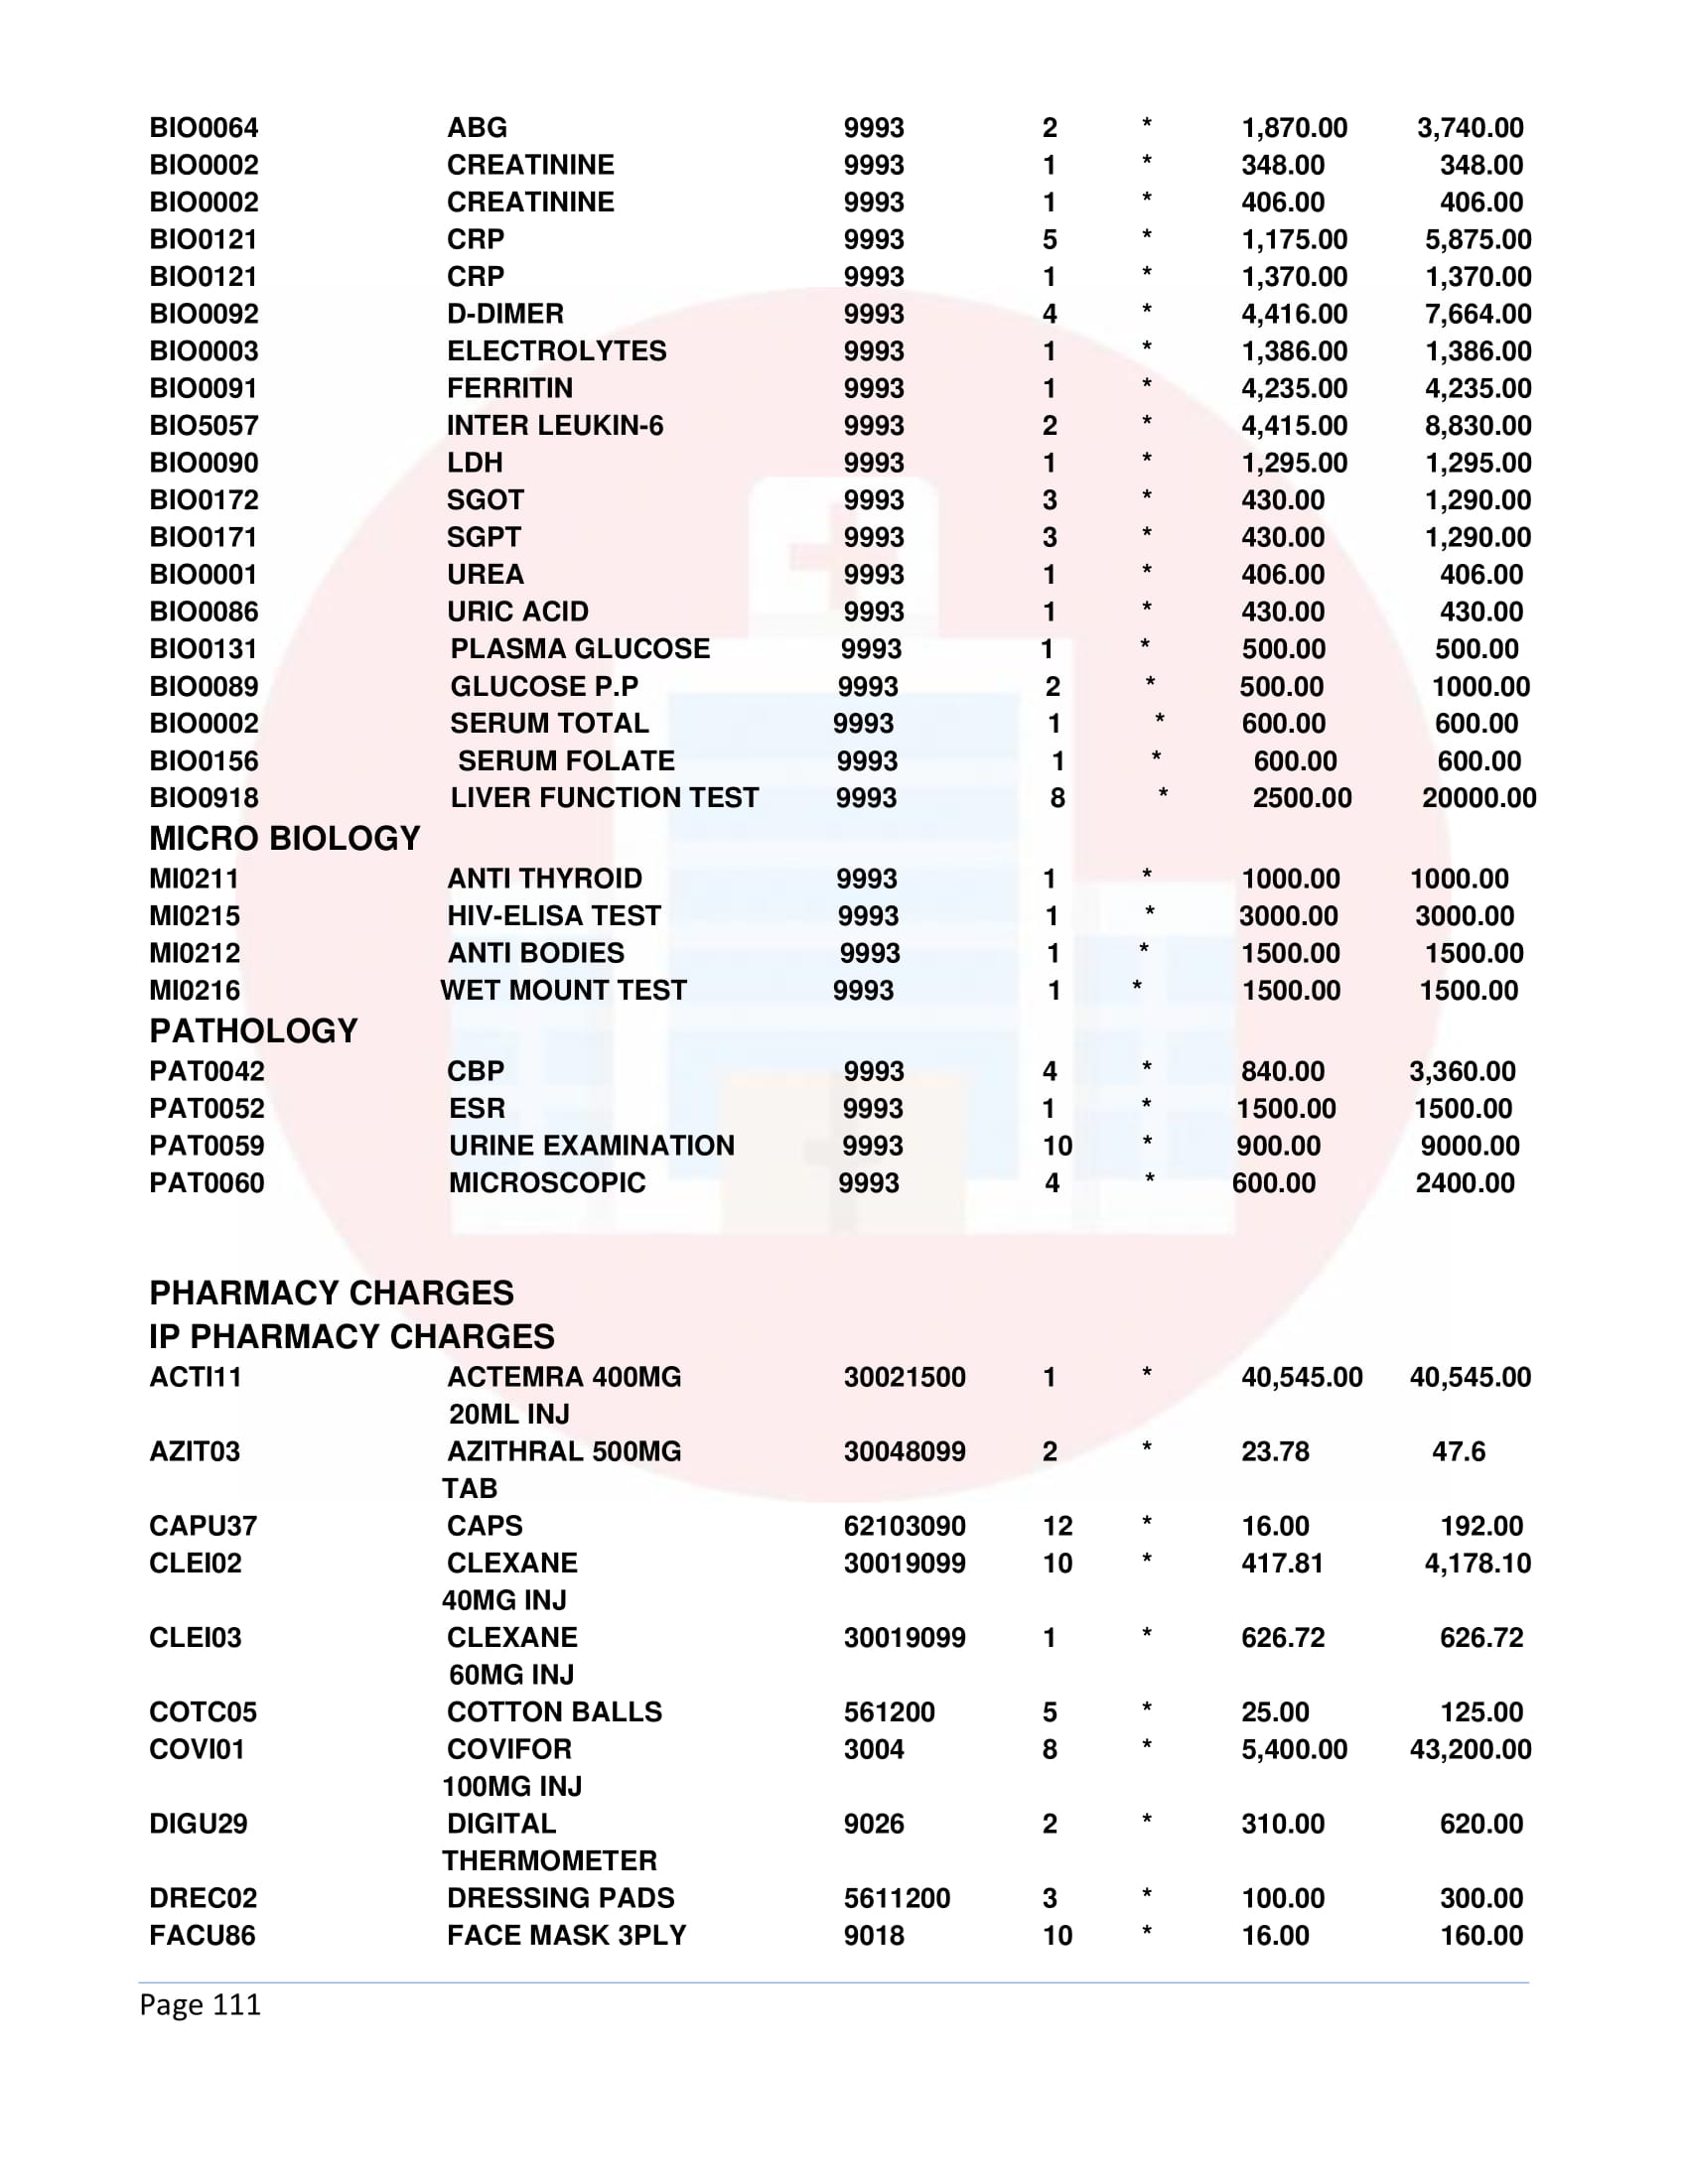 BIO0064 ABG 9993 2 * 1,870.00 3,740.00
BIO0002 CREATININE 9993 1 * 348.00 348.00
BIO0002 CREATININE 9993 1 * 406.00 406.00
BIO0121 CRP 9993 5 * 1,175.00 5,875.00
BIO0121 CRP 9993 1 * 1,370.00 1,370.00
BIO0092 D-DIMER 9993 4 * 4,416.00 7,664.00
BIO0003 ELECTROLYTES 9993 1 * 1,386.00 1,386.00
BIO0091 FERRITIN 9993 1 * 4,235.00 4,235.00
BIO5057 INTER LEUKIN-6 9993 2 * 4,415.00 8,830.00
BIO0090 LDH 9993 1 * 1,295.00 1,295.00
BIO0172 SGOT 9993 3 * 430.00 1,290.00
BIO0171 SGPT 9993 3 * 430.00 1,290.00
BIO0001 UREA 9993 1 * 406.00 406.00
BIO0086 URIC ACID 9993 1 * 430.00 430.00
BIO0131 PLASMA GLUCOSE 9993 1 * 500.00 500.00
BIO0089 GLUCOSE P.P 9993 2 * 500.00 1000.00
BIO0002 SERUM TOTAL 9993 1 * 600.00 600.00
BIO0156 SERUM FOLATE 9993 1 * 600.00 600.00
BIO0918 LIVER FUNCTION TEST 9993 8 * 2500.00 20000.00
MICRO BIOLOGY
MI0211 ANTI THYROID 9993 1 * 1000.00 1000.00
MI0215 HIV-ELISA TEST 9993 1 * 3000.00 3000.00
MI0212 ANTI BODIES 9993 1 * 1500.00 1500.00
MI0216 WET MOUNT TEST 9993 1 * 1500.00 1500.00
PATHOLOGY
PAT0042 CBP 9993 4 * 840.00 3,360.00
PAT0052 ESR 9993 1 * 1500.00 1500.00
PAT0059 URINE EXAMINATION 9993 10 * 900.00 9000.00
PAT0060 MICROSCOPIC 9993 4 * 600.00 2400.00
PHARMACY CHARGES
IP PHARMACY CHARGES
ACTI11 ACTEMRA 400MG 30021500 1 * 40,545.00 40,545.00
20ML INJ
AZIT03 AZITHRAL 500MG 30048099 2 * 23.78 47.6
TAB
CAPU37 CAPS 62103090 12 * 16.00 192.00
CLEI02 CLEXANE 30019099 10 * 417.81 4,178.10
40MG INJ
CLEI03 CLEXANE 30019099 1 * 626.72 626.72
60MG INJ
COTC05 COTTON BALLS 561200 5 * 25.00 125.00
COVI01 COVIFOR 3004 8 * 5,400.00 43,200.00
100MG INJ
DIGU29 DIGITAL 9026 2 * 310.00 620.00
THERMOMETER
DREC02 DRESSING PADS 5611200 3 * 100.00 300.00
FACU86 FACE MASK 3PLY 9018 10 * 16.00 160.00
Page 111